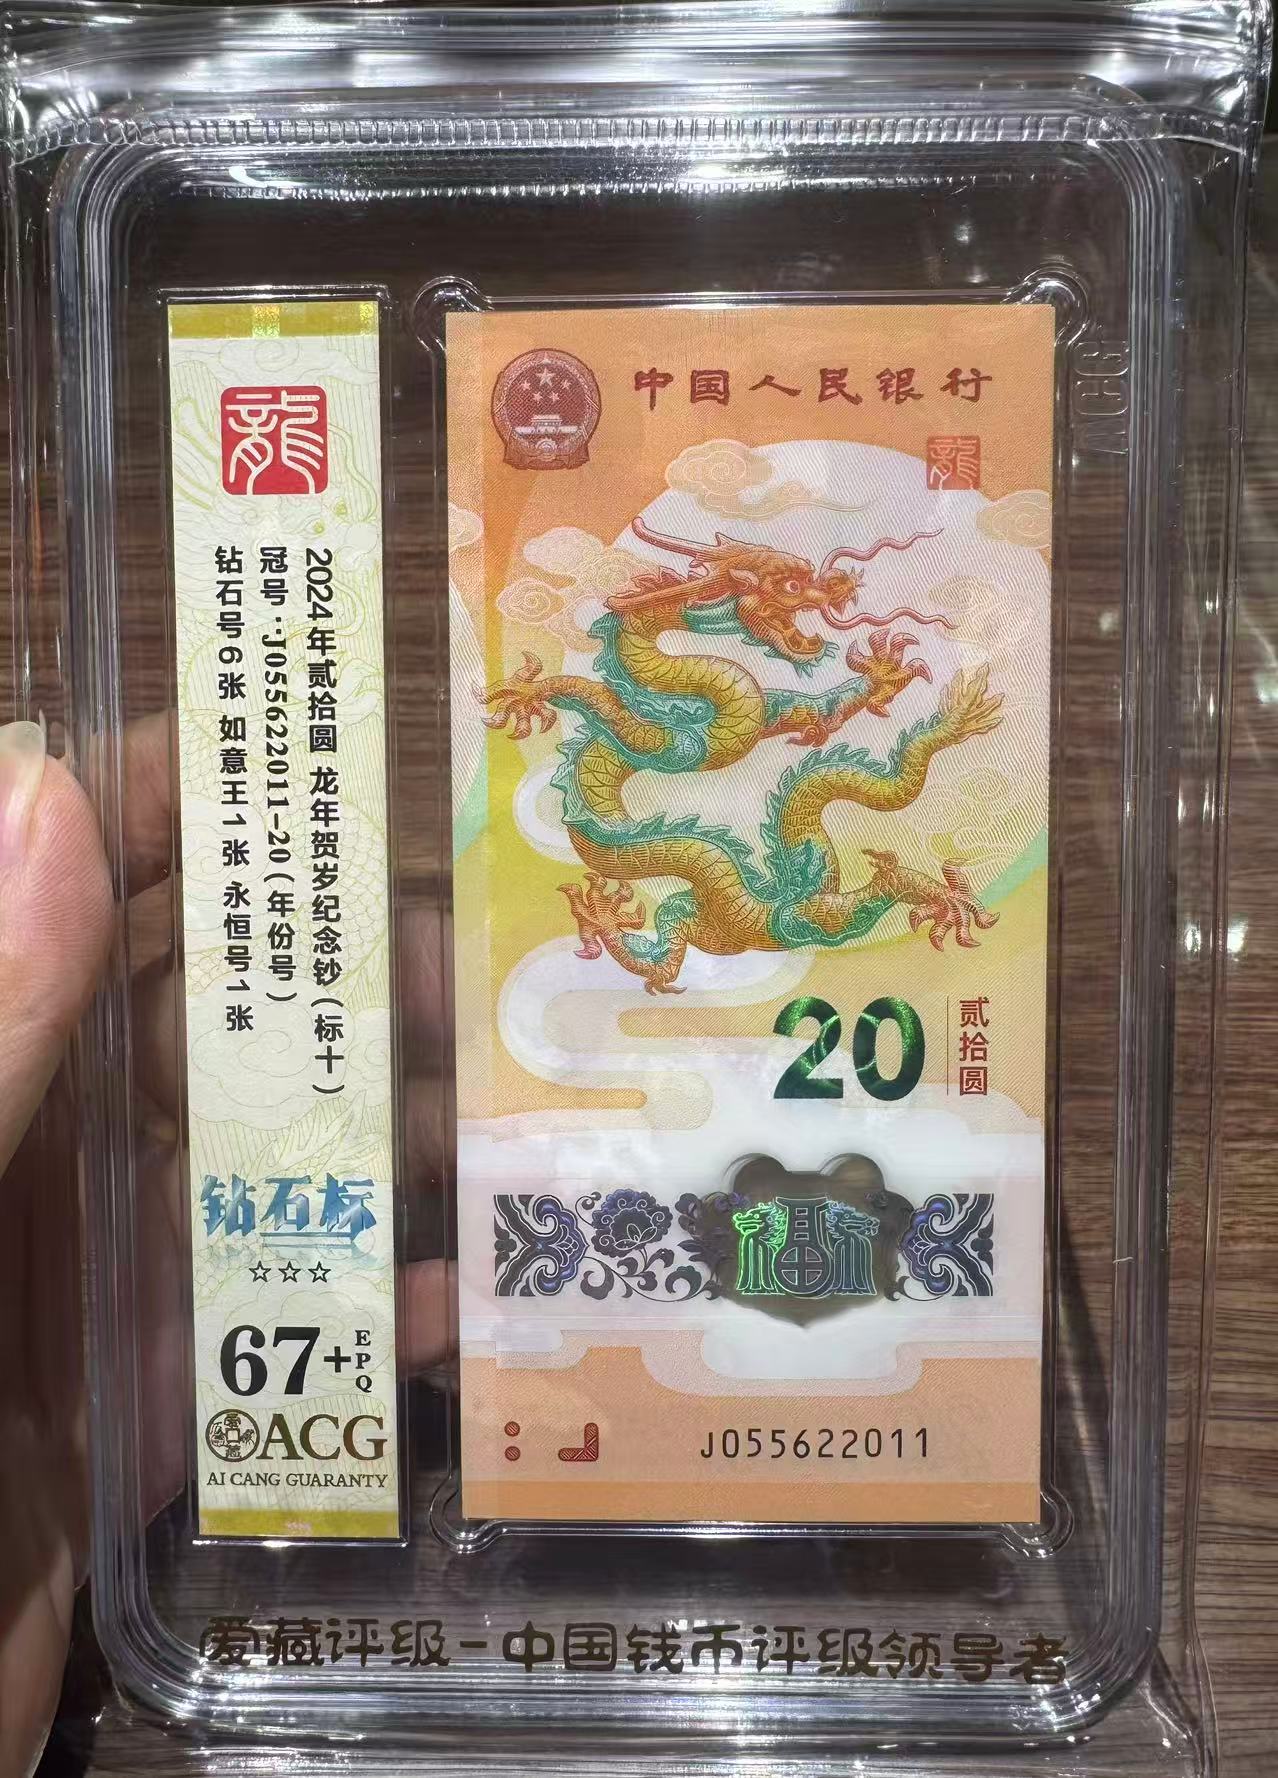 龍
2024年贰拾圆 龙年贺岁纪念钞(标十)
冠号:J055622011-20(年份号)
钻石号6张 如意王1张 永恒号1张
钻石标
☆☆☆
67+EPQ
ACG
AI CANG GUARANTY
中国人民银行
龍
20
贰拾圆
福
J055622011
爱藏评级-中国钱币评级领导者